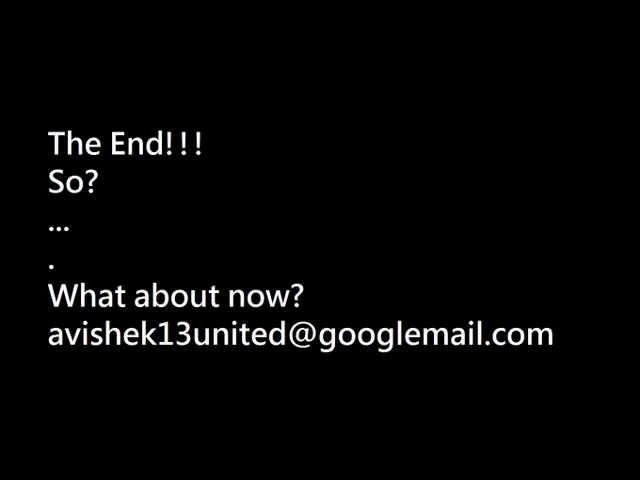 The End!!!
So?
...
.
What about now?
avishek13united@googlemail.com